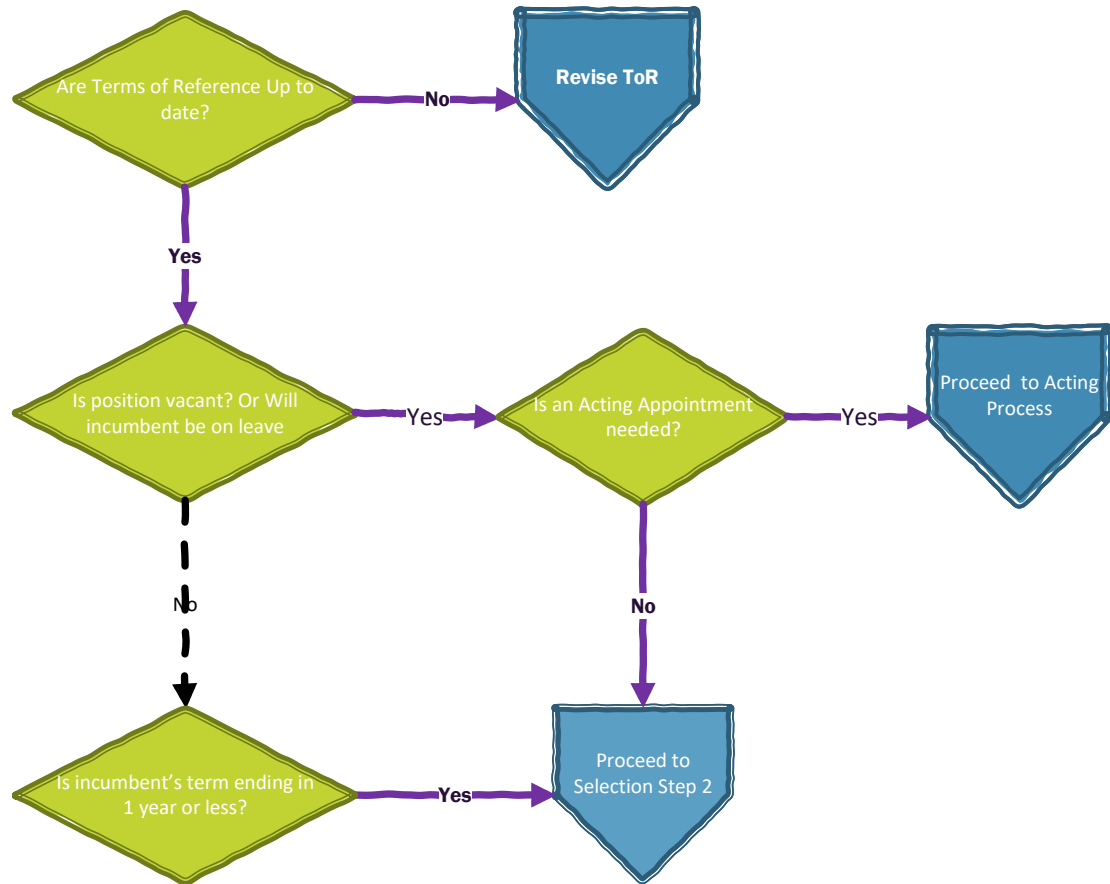 Are Terms of Reference Up to
date?
No
Revise ToR
Yes
Is position vacant? Or Will
incumbent be on leave
Yes
Is an Acting Appointment
needed?
Yes
Proceed to Acting
Process
No
No
Is incumbent’s term ending in
1 year or less?
Yes
Proceed to
Selection Step 2